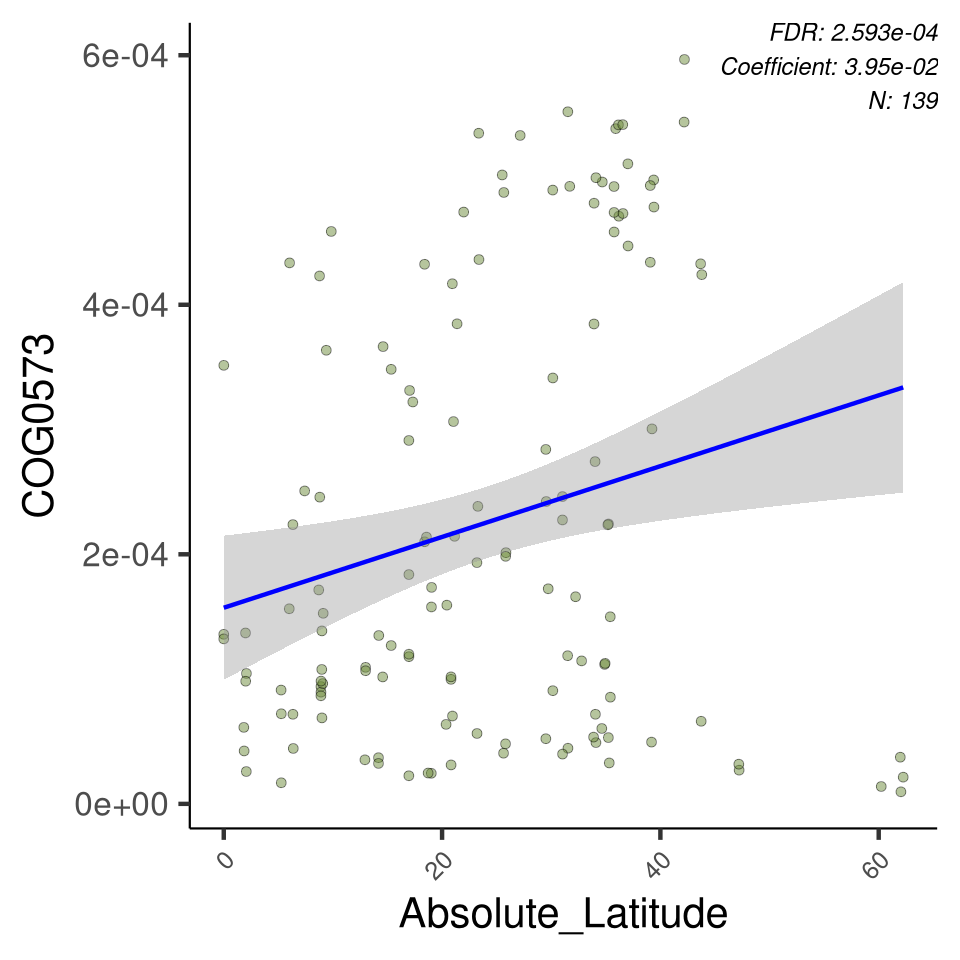 FDR: 2.593e-04
Coefficient: 3.95e-02
N: 139
6e-04
4e-04
2e-04
0e+00
COG0573
0
20
40
60
Absolute_Latitude